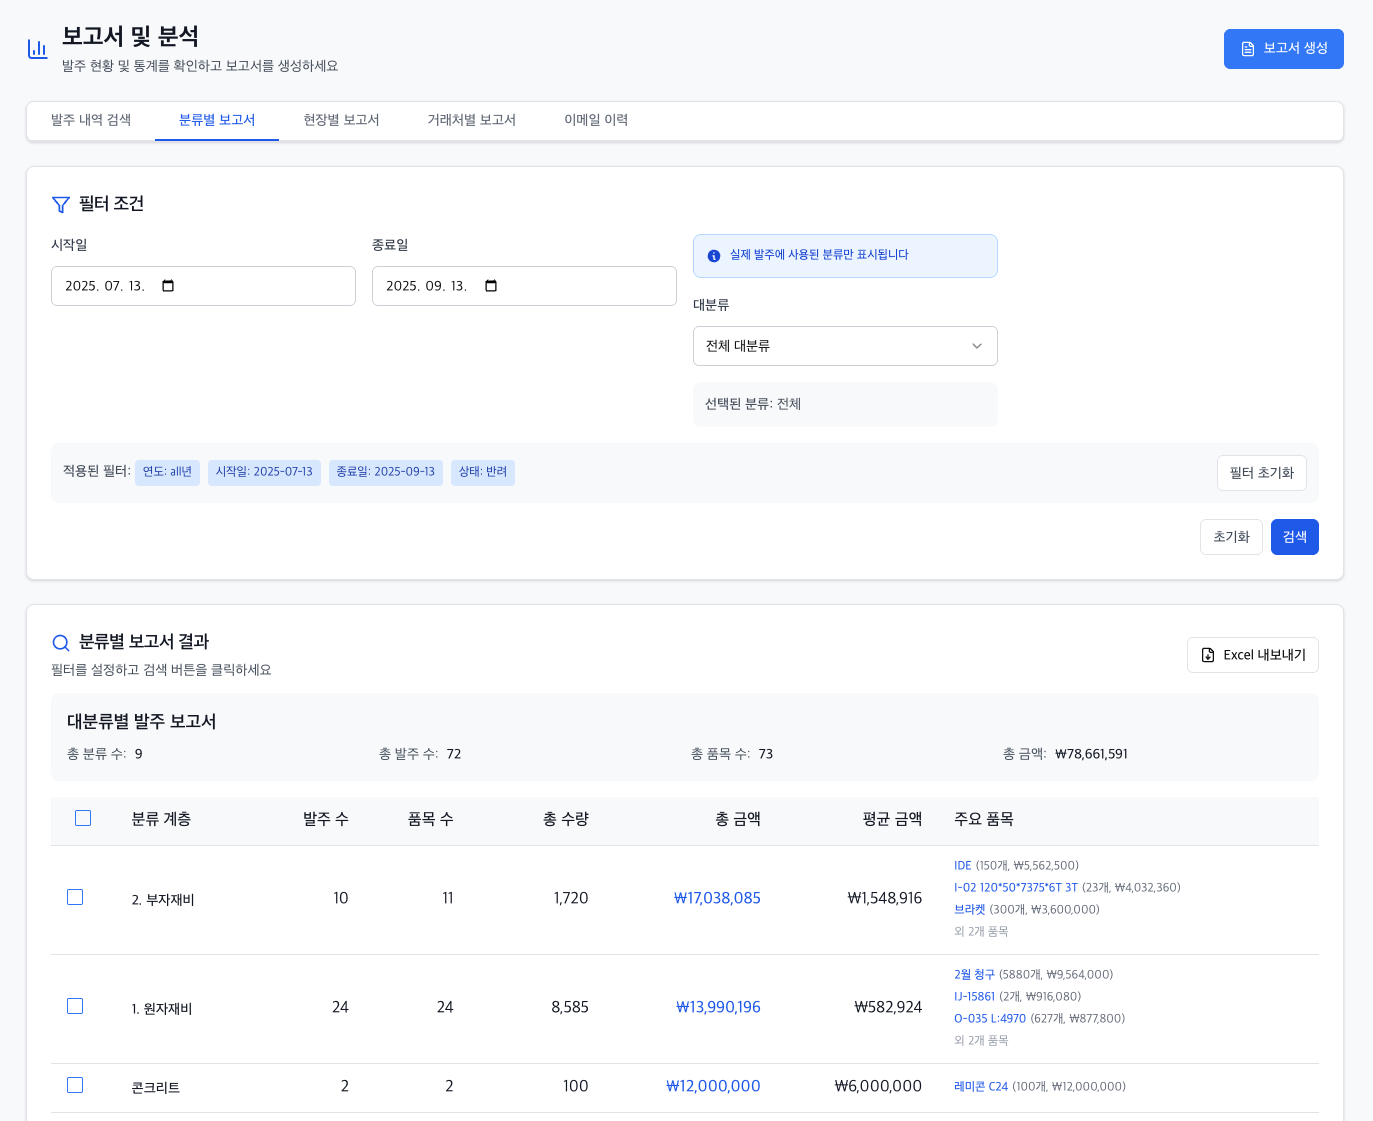 보고서 및 분석
발주 현황 및 통계를 확인하고 보고서를 생성하세요
보고서 생성
발주 내역 검색 분류별 보고서 현장별 보고서 거래처별 보고서 이메일 이력
필터 조건
시작일
2025. 07. 13.
종료일
2025. 09. 13.
실제 발주에 사용된 분류만 표시됩니다
대분류
전체 대분류
선택된 분류: 전체
적용된 필터: 연도: all년 시작일: 2025-07-13 종료일: 2025-09-13 상태: 반려 필터 초기화
초기화 검색
분류별 보고서 결과
필터를 설정하고 검색 버튼을 클릭하세요
Excel 내보내기
대분류별 발주 보고서
총 분류 수: 9 총 발주 수: 72 총 품목 수: 73 총 금액: ₩78,661,591
분류 계층 발주 수 품목 수 총 수량 총 금액 평균 금액 주요 품목
2. 부자재비 10 11 1,720 ₩17,038,085 ₩1,548,916
IDE (150개, ₩5,562,500)
I-02 120*50*7375*6T 3T (23개, ₩4,032,360)
브라켓 (300개, ₩3,600,000)
외 2개 품목
1. 원자재비 24 24 8,585 ₩13,990,196 ₩582,924
2월 청구 (5880개, ₩9,564,000)
IJ-15861 (2개, ₩916,080)
O-035 L:4970 (627개, ₩877,800)
외 2개 품목
콘크리트 2 2 100 ₩12,000,000 ₩6,000,000 레미콘 C24 (100개, ₩12,000,000)